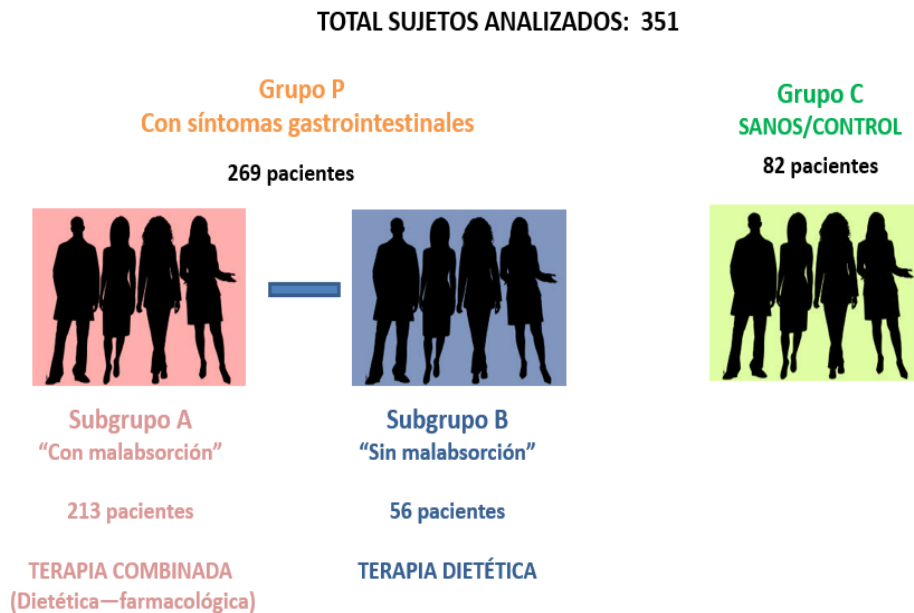 TOTAL SUJETOS ANALIZADOS: 351
Grupo P
Con síntomas gastrointestinales
269 pacientes
Grupo C
SANOS/CONTROL
82 pacientes
Subgrupo A
“Con malabsorción”
213 pacientes
TERAPIA COMBINADA
(Dietética—farmacológica)
Subgrupo B
“Sin malabsorción”
56 pacientes
TERAPIA DIETÉTICA